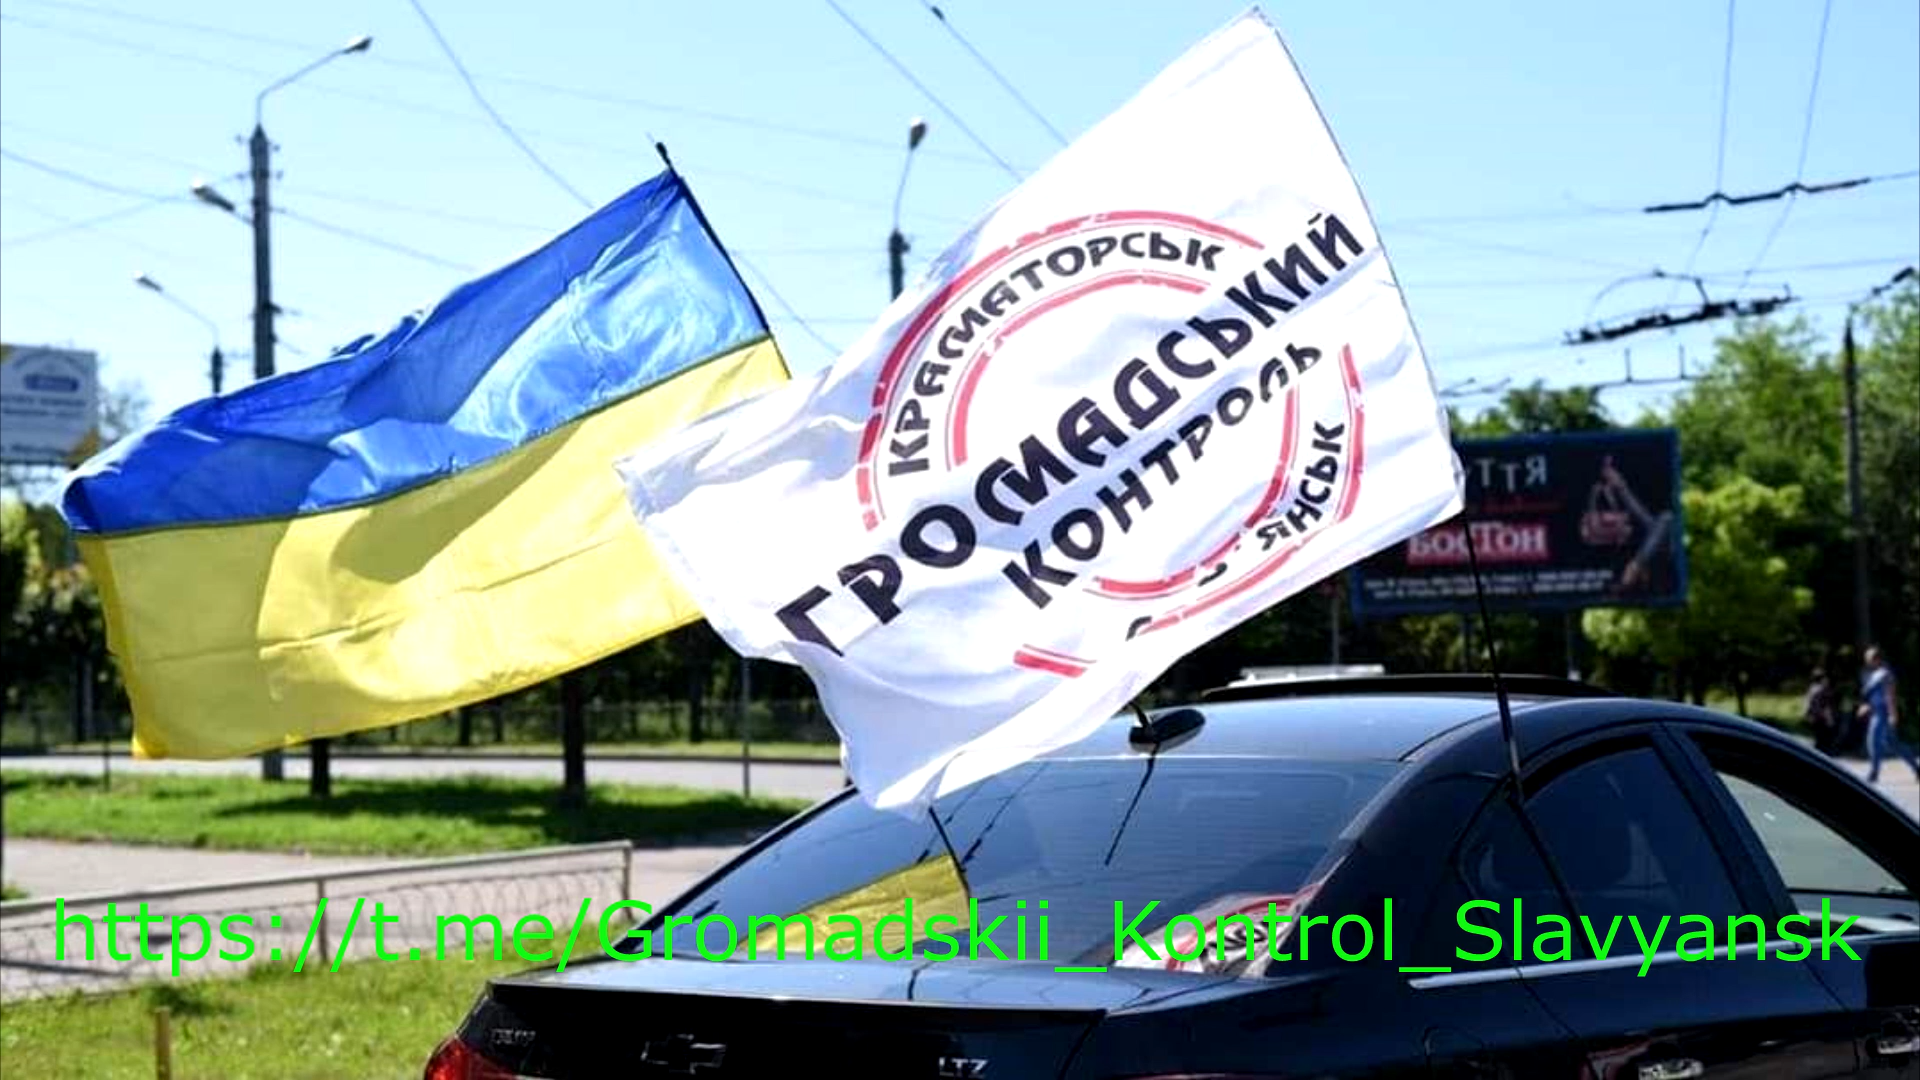 КРАМАТОРСЬК
ГРОМАДСЬКИЙ
КОНТРОЛЬ
ЯНСЬК
БОСТОН
https://t.me/Gromadskii_Kontrol_Slavyansk
LTZ